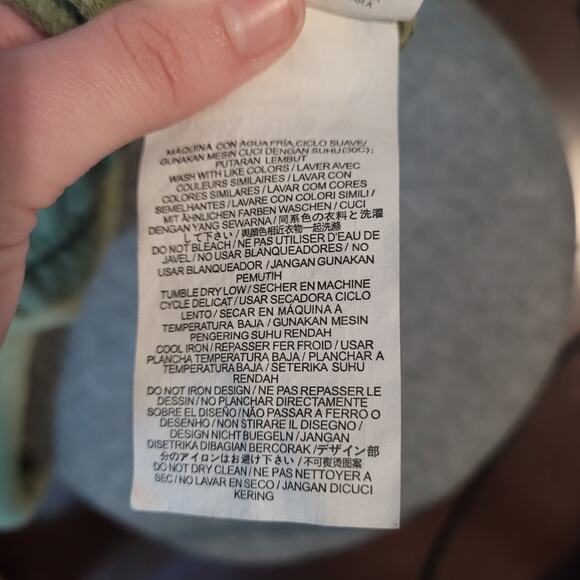 MÁQUINA CON AGUA FRÍA, CICLO SUAVE/
GUNAKAN MESIN CUCI DENGAN SUHU (30C);
PUTARAN LEMBUT
WASH WITH LIKE COLORS / LAVER AVEC
COULEURS SIMILAIRES / LAVAR CON
COLORES SIMILARES / LAVAR COM CORES
SEMELHANTES / LAVARE CON COLORI SIMILI /
MIT ÄHNLICHEN FARBEN WASCHEN / CUCI
DENGAN YANG SEWARNA / 同系色の衣料と洗濯
して下さい / 與顏色相近衣物一起洗滌
DO NOT BLEACH / NE PAS UTILISER D'EAU DE
JAVEL / NO USAR BLANQUEADORES / NO
USAR BLANQUEADOR / JANGAN GUNAKAN
PEMUTIH
TUMBLE DRY LOW / SECHER EN MACHINE
CYCLE DELICAT / USAR SECADORA CICLO
LENTO / SECAR EN MÁQUINA A
TEMPERATURA BAJA / GUNAKAN MESIN
PENGERING SUHU RENDAH
COOL IRON / REPASSER FER FROID / USAR
PLANCHA TEMPERATURA BAJA / PLANCHAR A
TEMPERATURA BAJA / SETERIKA SUHU
RENDAH
DO NOT IRON DESIGN / NE PAS REPASSER LE
DESSIN / NO PLANCHAR DIRECTAMENTE
SOBRE EL DISEÑO / NÃO PASSAR A FERRO O
DESENHO / NON STIRARE IL DISEGNO /
DESIGN NICHT BUEGELN / JANGAN
DISETRIKA DIBAGIAN BERCORAK / デザイン部
分のアイロンはお避け下さい / 不可熨燙圖案
DO NOT DRY CLEAN / NE PAS NETTOYER A
SEC / NO LAVAR EN SECO / JANGAN DICUCI
KERING